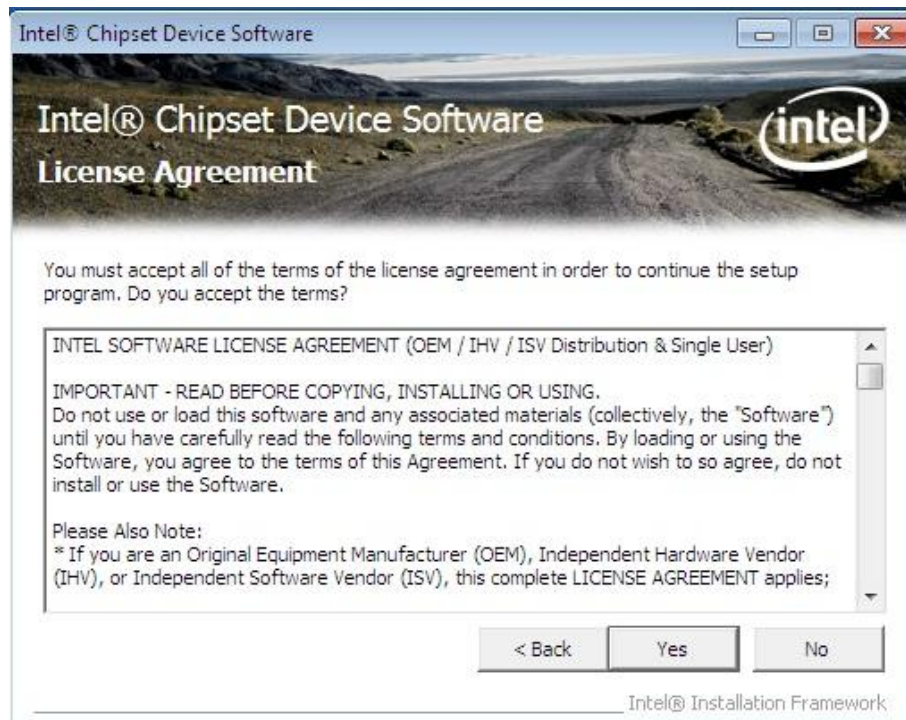 Intel® Chipset Device Software
Intel® Chipset Device Software
intel
License Agreement
You must accept all of the terms of the license agreement in order to continue the setup
program. Do you accept the terms?
INTEL SOFTWARE LICENSE AGREEMENT (OEM / IHV / ISV Distribution & Single User)
IMPORTANT - READ BEFORE COPYING, INSTALLING OR USING.
Do not use or load this software and any associated materials (collectively, the "Software")
until you have carefully read the following terms and conditions. By loading or using the
Software, you agree to the terms of this Agreement. If you do not wish to so agree, do not
install or use the Software.
Please Also Note:
* If you are an Original Equipment Manufacturer (OEM), Independent Hardware Vendor
(IHV), or Independent Software Vendor (ISV), this complete LICENSE AGREEMENT applies;
< Back Yes No
Intel® Installation Framework